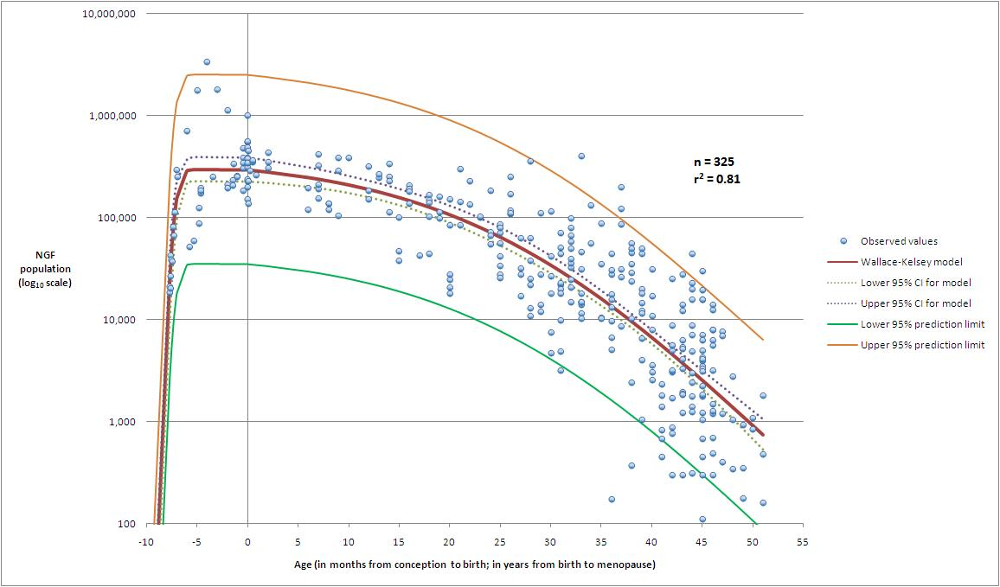 10,000,000
1,000,000
100,000
10,000
1,000
100
NGF
population
(log10 scale)
-10 -5 0 5 10 15 20 25 30 35 40 45 50 55
Age (in months from conception to birth; in years from birth to menopause)
n = 325
r² = 0.81
Observed values
Wallace-Kelsey model
Lower 95% CI for model
Upper 95% CI for model
Lower 95% prediction limit
Upper 95% prediction limit